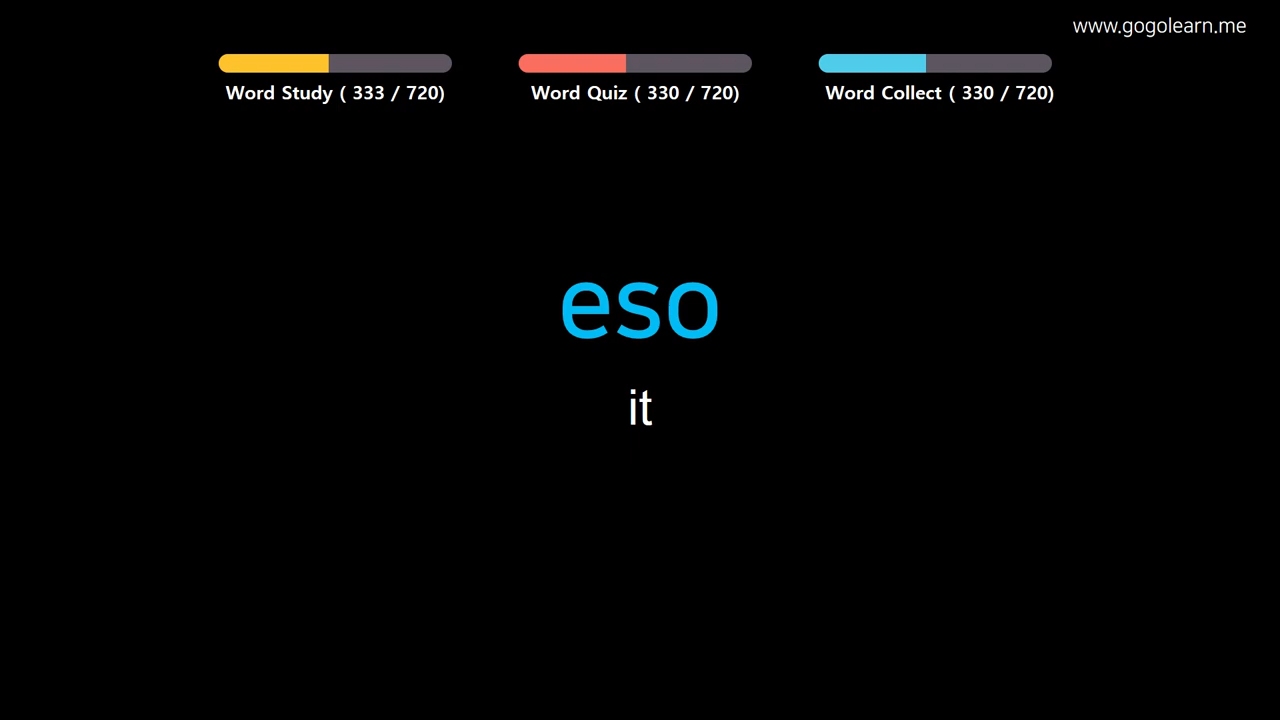 www.gogolearn.me
Word Study ( 333 / 720)
Word Quiz ( 330 / 720)
Word Collect ( 330 / 720)
eso
it